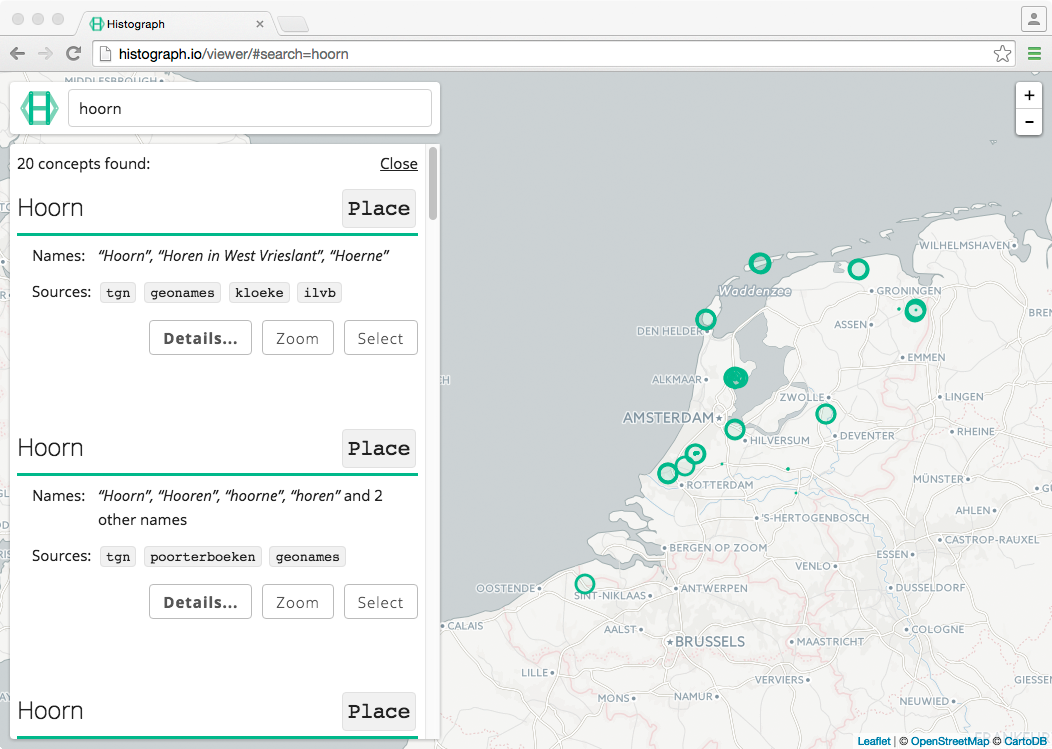 Histograph
histograph.io/viewer/#search=hoorn
MIDDLESBROUGH
hoorn
20 concepts found: Close
Hoorn Place
Names: “Hoorn”, “Horen in West Vrieslant”, “Hoerne”
Sources: tgn geonames kloeke ilvb
Details... Zoom Select
Hoorn Place
Names: “Hoorn”, “Hooren”, “hoorne”, “horen” and 2
other names
Sources: tgn poorterboeken geonames
Details... Zoom Select
Hoorn Place
+
-
WILHELMSHAVEN
Waddenzee
GRONINGEN
BREN
DEN HELDER
ASSEN
EMMEN
ALKMAAR
ZWOLLE
LINGEN
AMSTERDAM
HILVERSUM
DEVENTER
RHEINE
ROTTERDAM
MÜNSTER
'S-HERTOGENBOSCH
AHLEN
BERGEN OP ZOOM
CASTROP-RAUXEL
ESSEN
VENLO
OOSTENDE
SINT-NIKLAAS
ANTWERPEN
DUSSELDORF
CALAIS
AALST
BRUSSELS
MAASTRICHT
COLOGNE
LILLE
VERVIERS
GIESSEN
MONS
NAMUR
NEUWIED
Leaflet | © OpenStreetMap © CartoDB